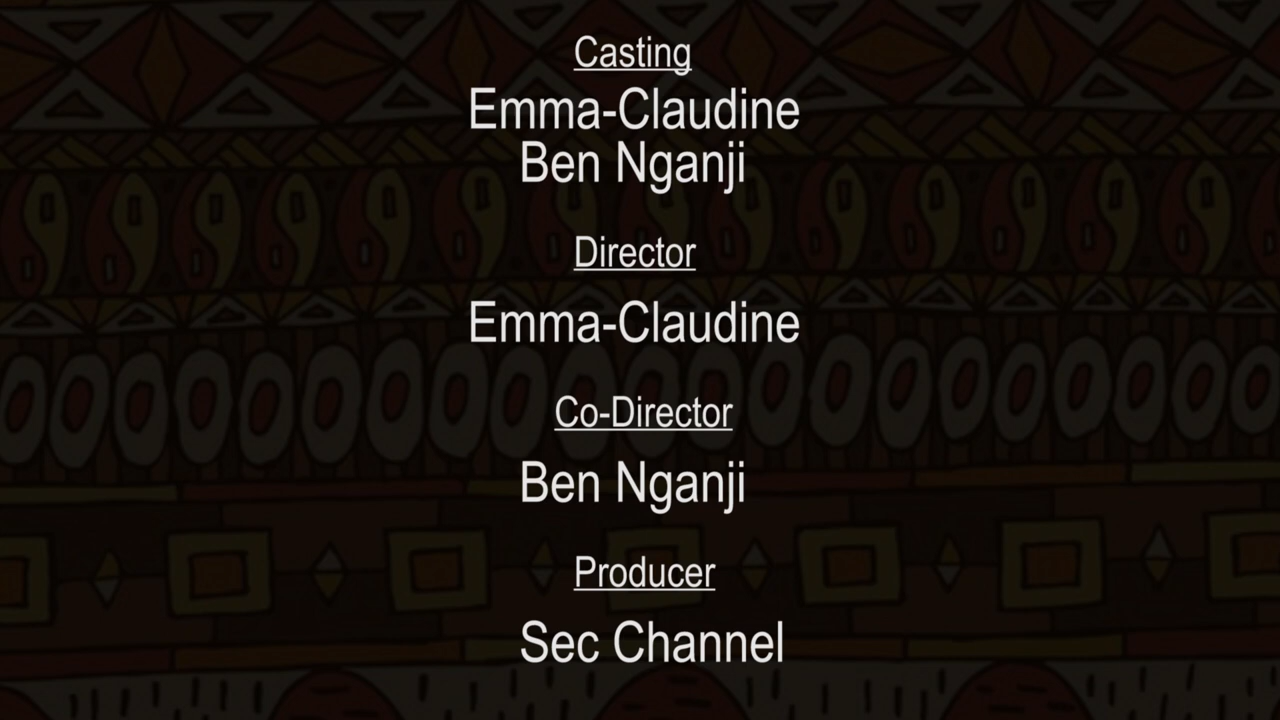 Casting
Emma-Claudine
Ben Nganji
Director
Emma-Claudine
Co-Director
Ben Nganji
Producer
Sec Channel